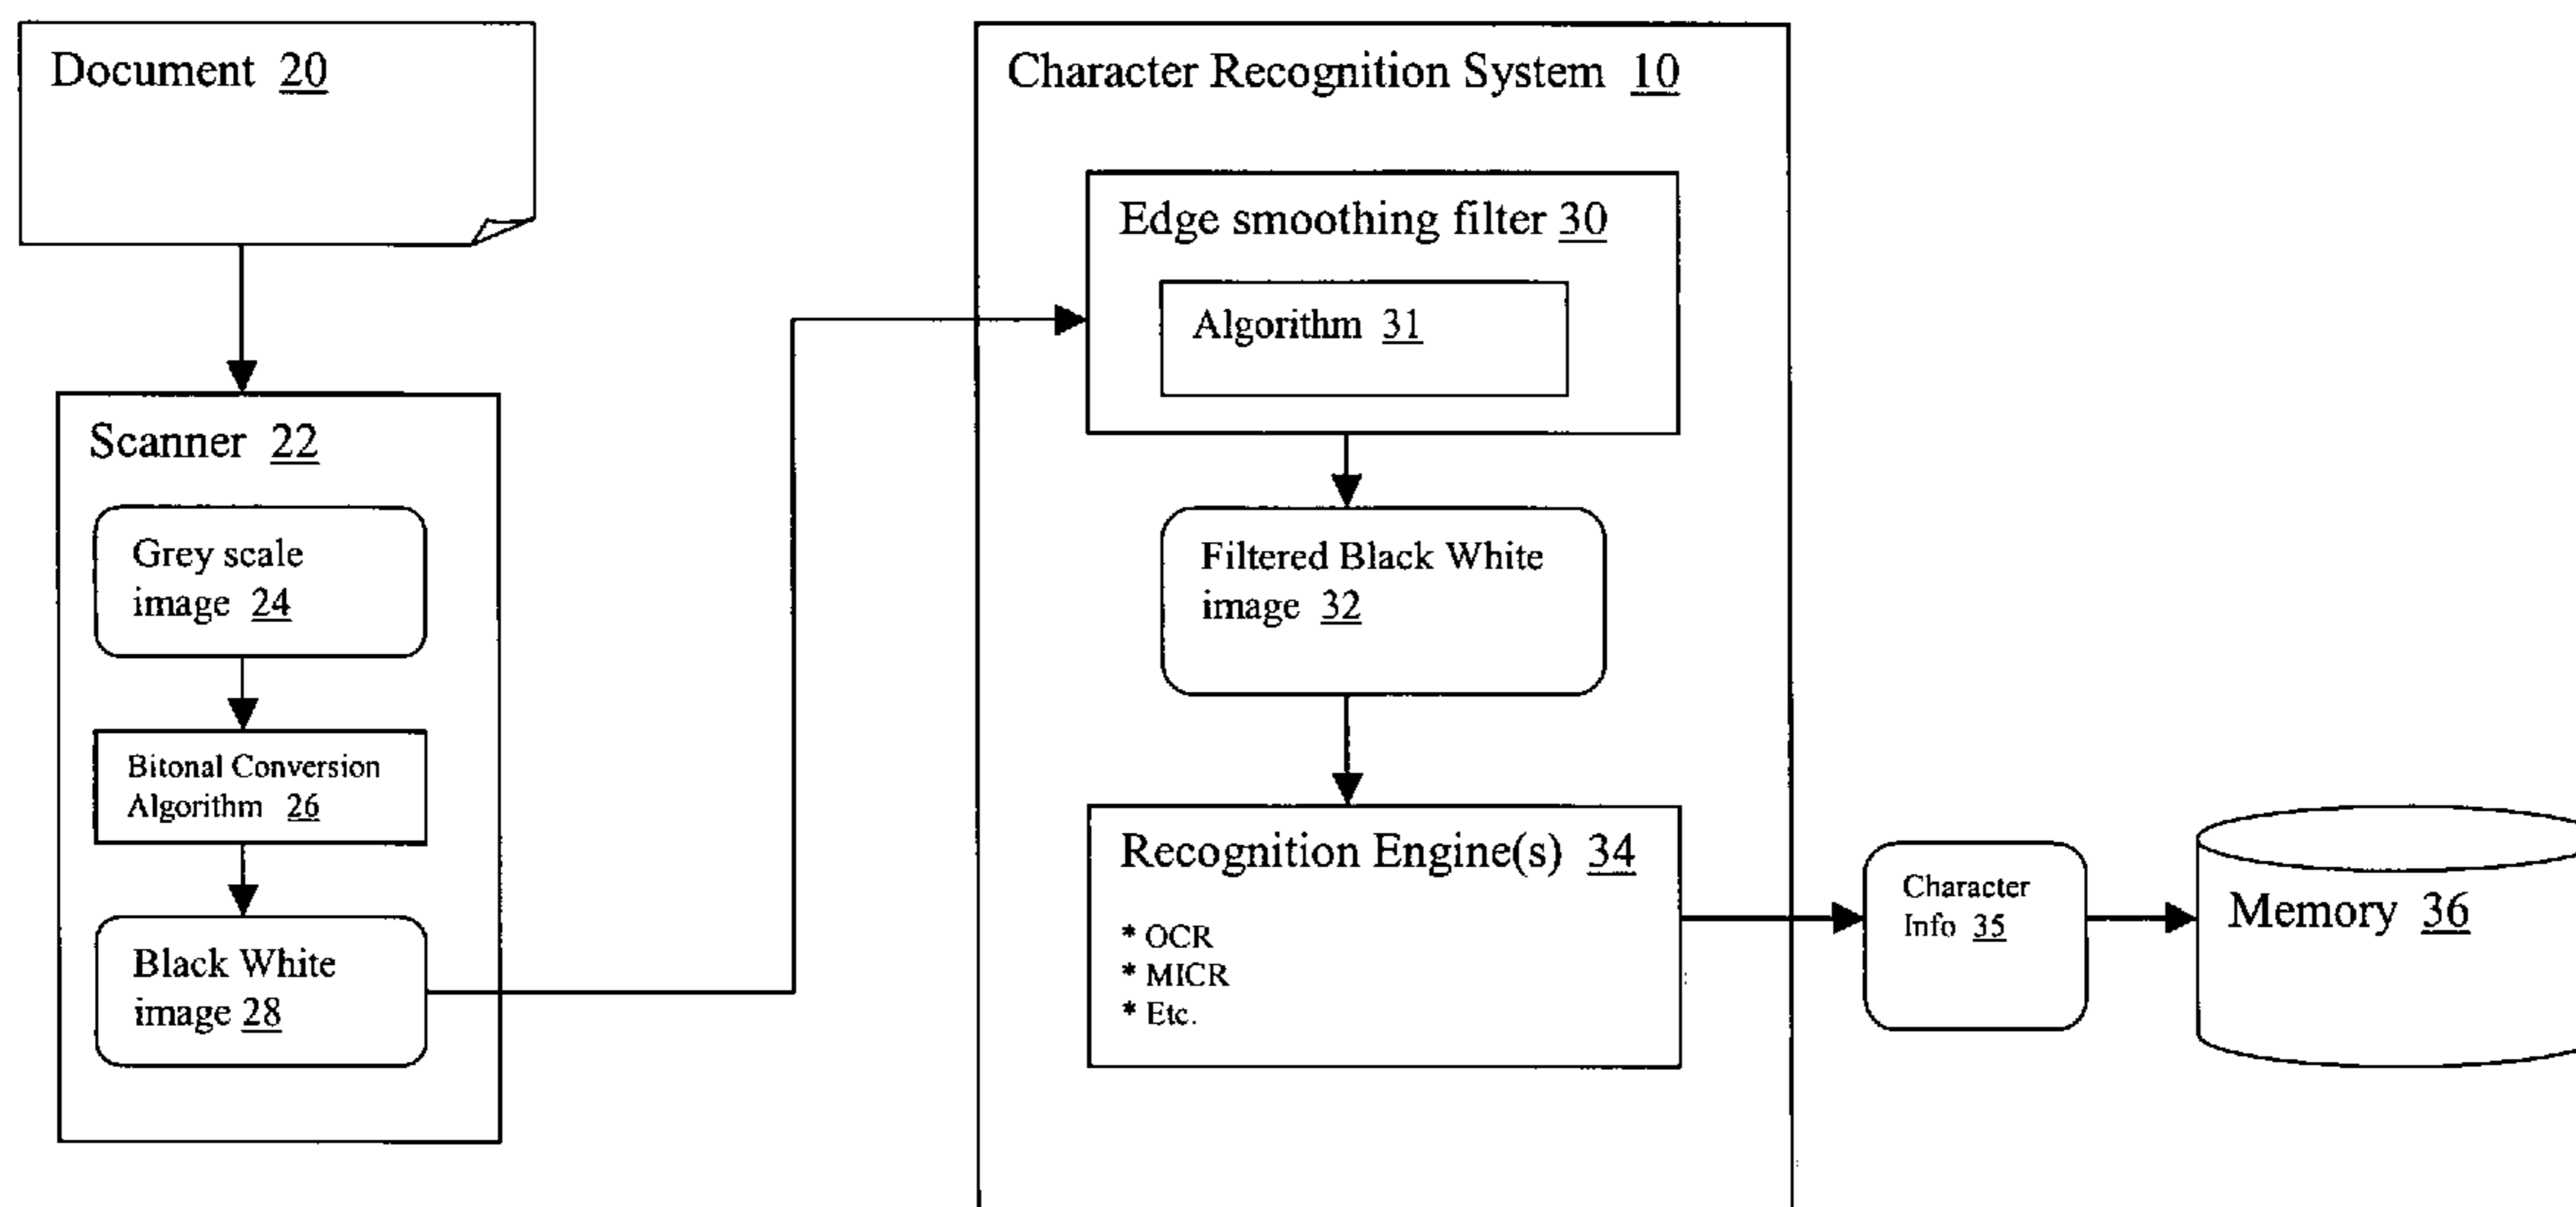 Document 20
Scanner 22
Grey scale
image 24
Bitonal Conversion
Algorithm 26
Black White
image 28
Character Recognition System 10
Edge smoothing filter 30
Algorithm 31
Filtered Black White
image 32
Recognition Engine(s) 34
* OCR
* MICR
* Etc.
Character
Info 35
Memory 36